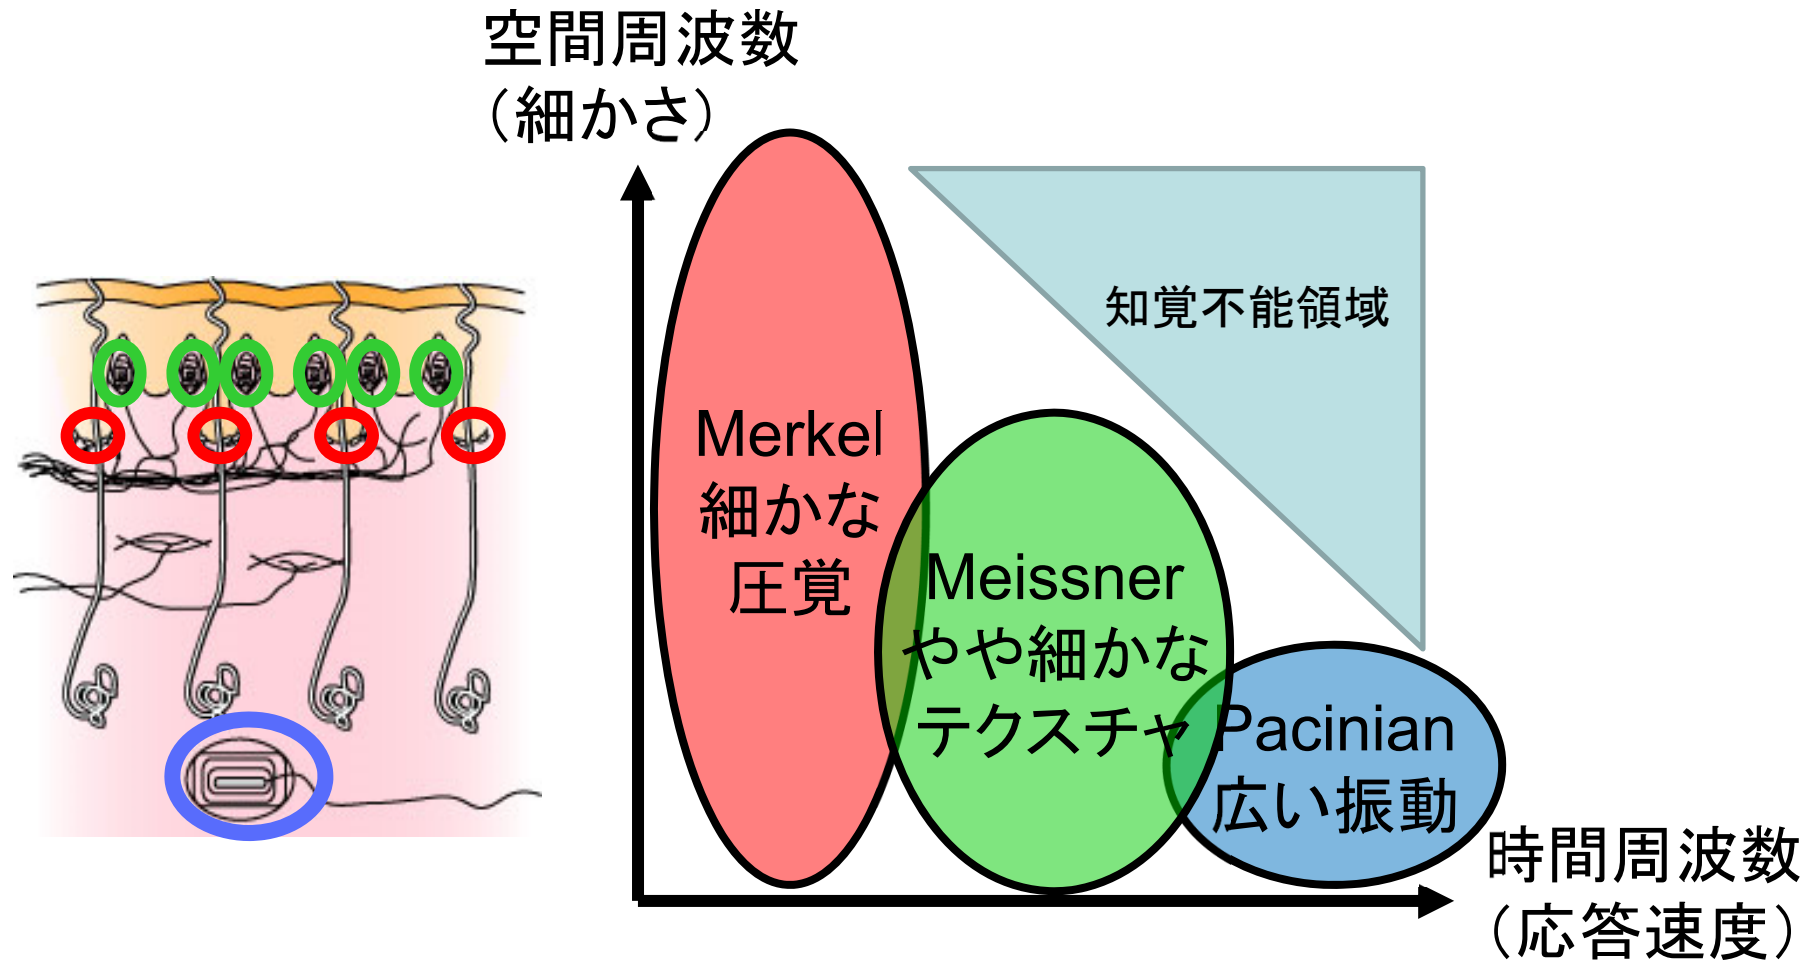 空間周波数
（細かさ）
知覚不能領域
Merkel
細かな
圧覚
Meissner
やや細かな
テクスチャ
Pacinian
広い振動
時間周波数
（応答速度）